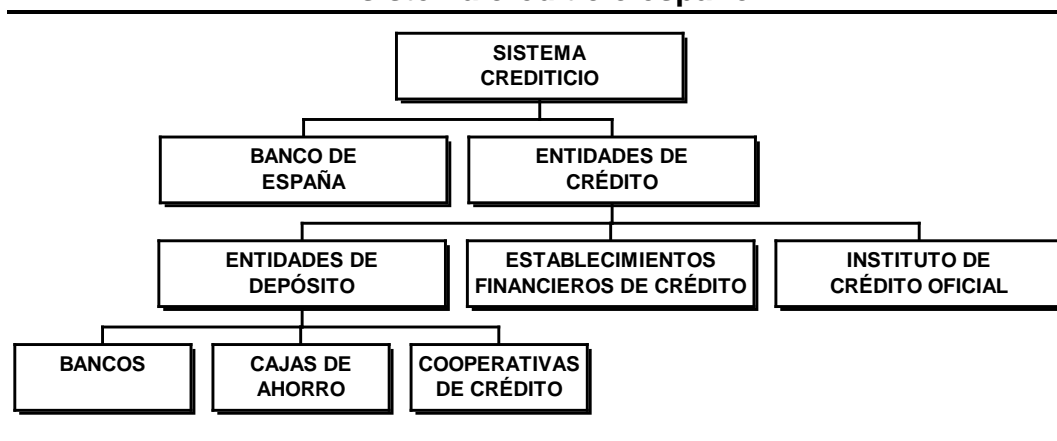 SISTEMA
CREDITICIO
BANCO DE
ESPAÑA
ENTIDADES DE
CRÉDITO
ENTIDADES DE
DEPÓSITO
ESTABLECIMIENTOS
FINANCIEROS DE CRÉDITO
INSTITUTO DE
CRÉDITO OFICIAL
BANCOS
CAJAS DE
AHORRO
COOPERATIVAS
DE CRÉDITO